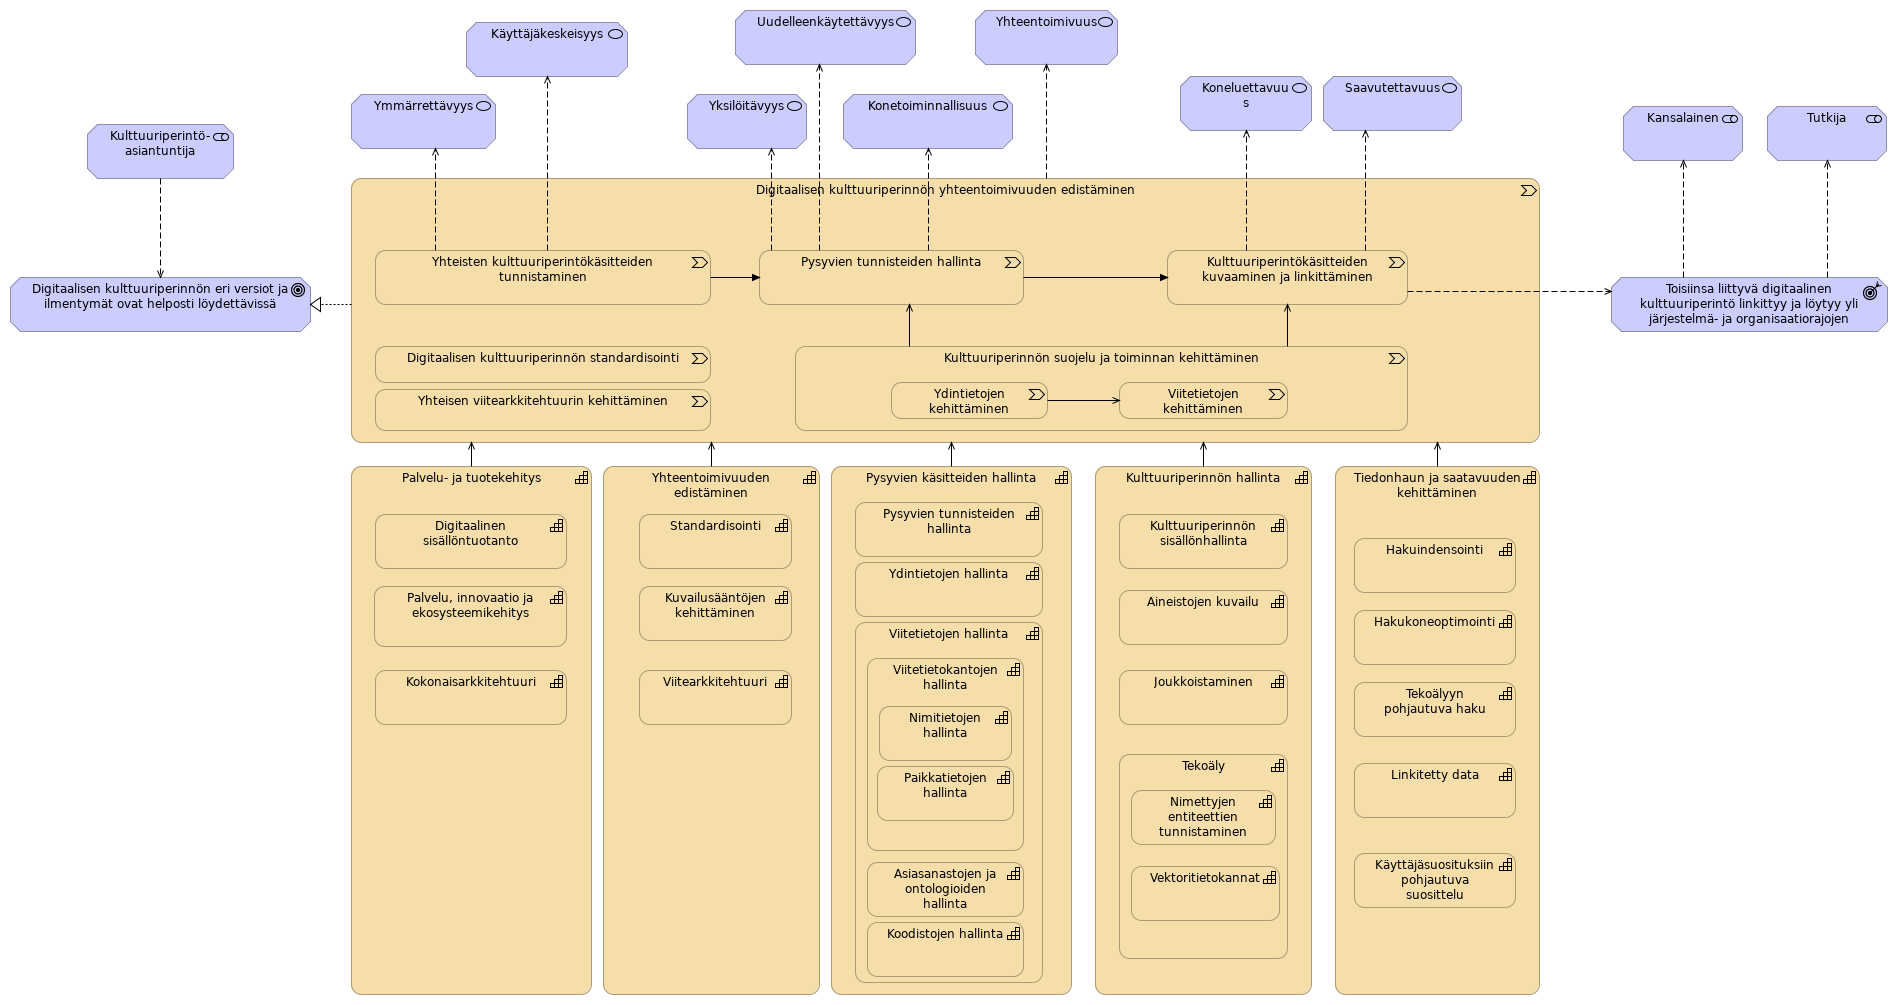 Uudelleenkäytettävyys
Yhteentoimivuus
Käyttäjäkeskeisyys
Koneluettavuu
s
Saavutettavuus
Ymmärrettävyys
Yksilöitävyys
Konetoiminnallisuus
Kansalainen
Tutkija
Kulttuuriperintö-
asiantuntija
Digitaalisen kulttuuriperinnön yhteentoimivuuden edistäminen
Yhteisten kulttuuriperintökäsitteiden
tunnistaminen
Pysyvien tunnisteiden hallinta
Kulttuuriperintökäsitteiden
kuvaaminen ja linkittäminen
Digitaalisen kulttuuriperinnön eri versiot ja
ilmentymät ovat helposti löydettävissä
Toisiinsa liittyvä digitaalinen
kulttuuriperintö linkittyy ja löytyy yli
järjestelmä- ja organisaatiorajojen
Digitaalisen kulttuuriperinnön standardisointi
Kulttuuriperinnön suojelu ja toiminnan kehittäminen
Yhteisen viitearkkitehtuurin kehittäminen
Ydintietojen
kehittäminen
Viitetietojen
kehittäminen
Palvelu- ja tuotekehitys
Digitaalinen
sisällöntuotanto
Palvelu, innovaatio ja
ekosysteemikehitys
Kokonaisarkkitehtuuri
Yhteentoimivuuden
edistäminen
Standardisointi
Kuvailusääntöjen
kehittäminen
Viitearkkitehtuuri
Pysyvien käsitteiden hallinta
Pysyvien tunnisteiden
hallinta
Ydintietojen hallinta
Viitetietojen hallinta
Viitetietokantojen
hallinta
Nimitietojen
hallinta
Paikkatietojen
hallinta
Asiasanastojen ja
ontologioiden
hallinta
Koodistojen hallinta
Kulttuuriperinnön hallinta
Kulttuuriperinnön
sisällönhallinta
Aineistojen kuvailu
Joukkoistaminen
Tekoäly
Nimettyjen
entiteettien
tunnistaminen
Vektoritietokannat
Tiedonhaun ja saatavuuden
kehittäminen
Hakuindensointi
Hakukoneoptimointi
Tekoälyyn
pohjautuva haku
Linkitetty data
Käyttäjäsuosituksiin
pohjautuva
suosittelu